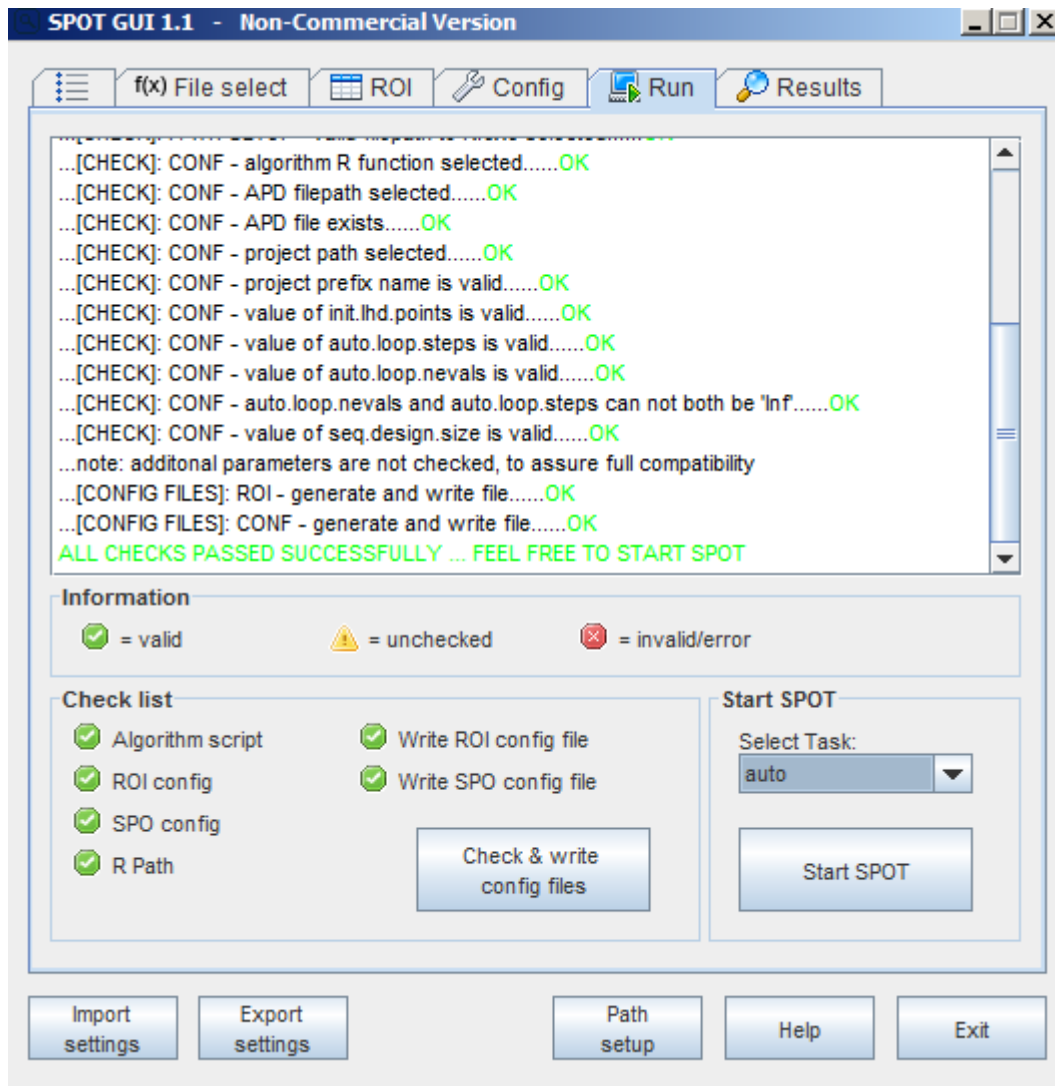 SPOT GUI 1.1 - Non-Commercial Version
f(x) File select ROI Config Run Results
...[CHECK]: CONF - algorithm R function selected......OK
...[CHECK]: CONF - APD filepath selected......OK
...[CHECK]: CONF - APD file exists......OK
...[CHECK]: CONF - project path selected......OK
...[CHECK]: CONF - project prefix name is valid......OK
...[CHECK]: CONF - value of init.lhd.points is valid......OK
...[CHECK]: CONF - value of auto.loop.steps is valid......OK
...[CHECK]: CONF - value of auto.loop.nevals is valid......OK
...[CHECK]: CONF - auto.loop.nevals and auto.loop.steps can not both be 'Inf'......OK
...[CHECK]: CONF - value of seq.design.size is valid......OK
...note: additonal parameters are not checked, to assure full compatibility
...[CONFIG FILES]: ROI - generate and write file......OK
...[CONFIG FILES]: CONF - generate and write file......OK
ALL CHECKS PASSED SUCCESSFULLY ... FEEL FREE TO START SPOT
Information
= valid = unchecked = invalid/error
Check list
Algorithm script
ROI config
SPO config
R Path
Write ROI config file
Write SPO config file
Check & write
config files
Start SPOT
Select Task:
auto
Start SPOT
Import
settings
Export
settings
Path
setup
Help
Exit